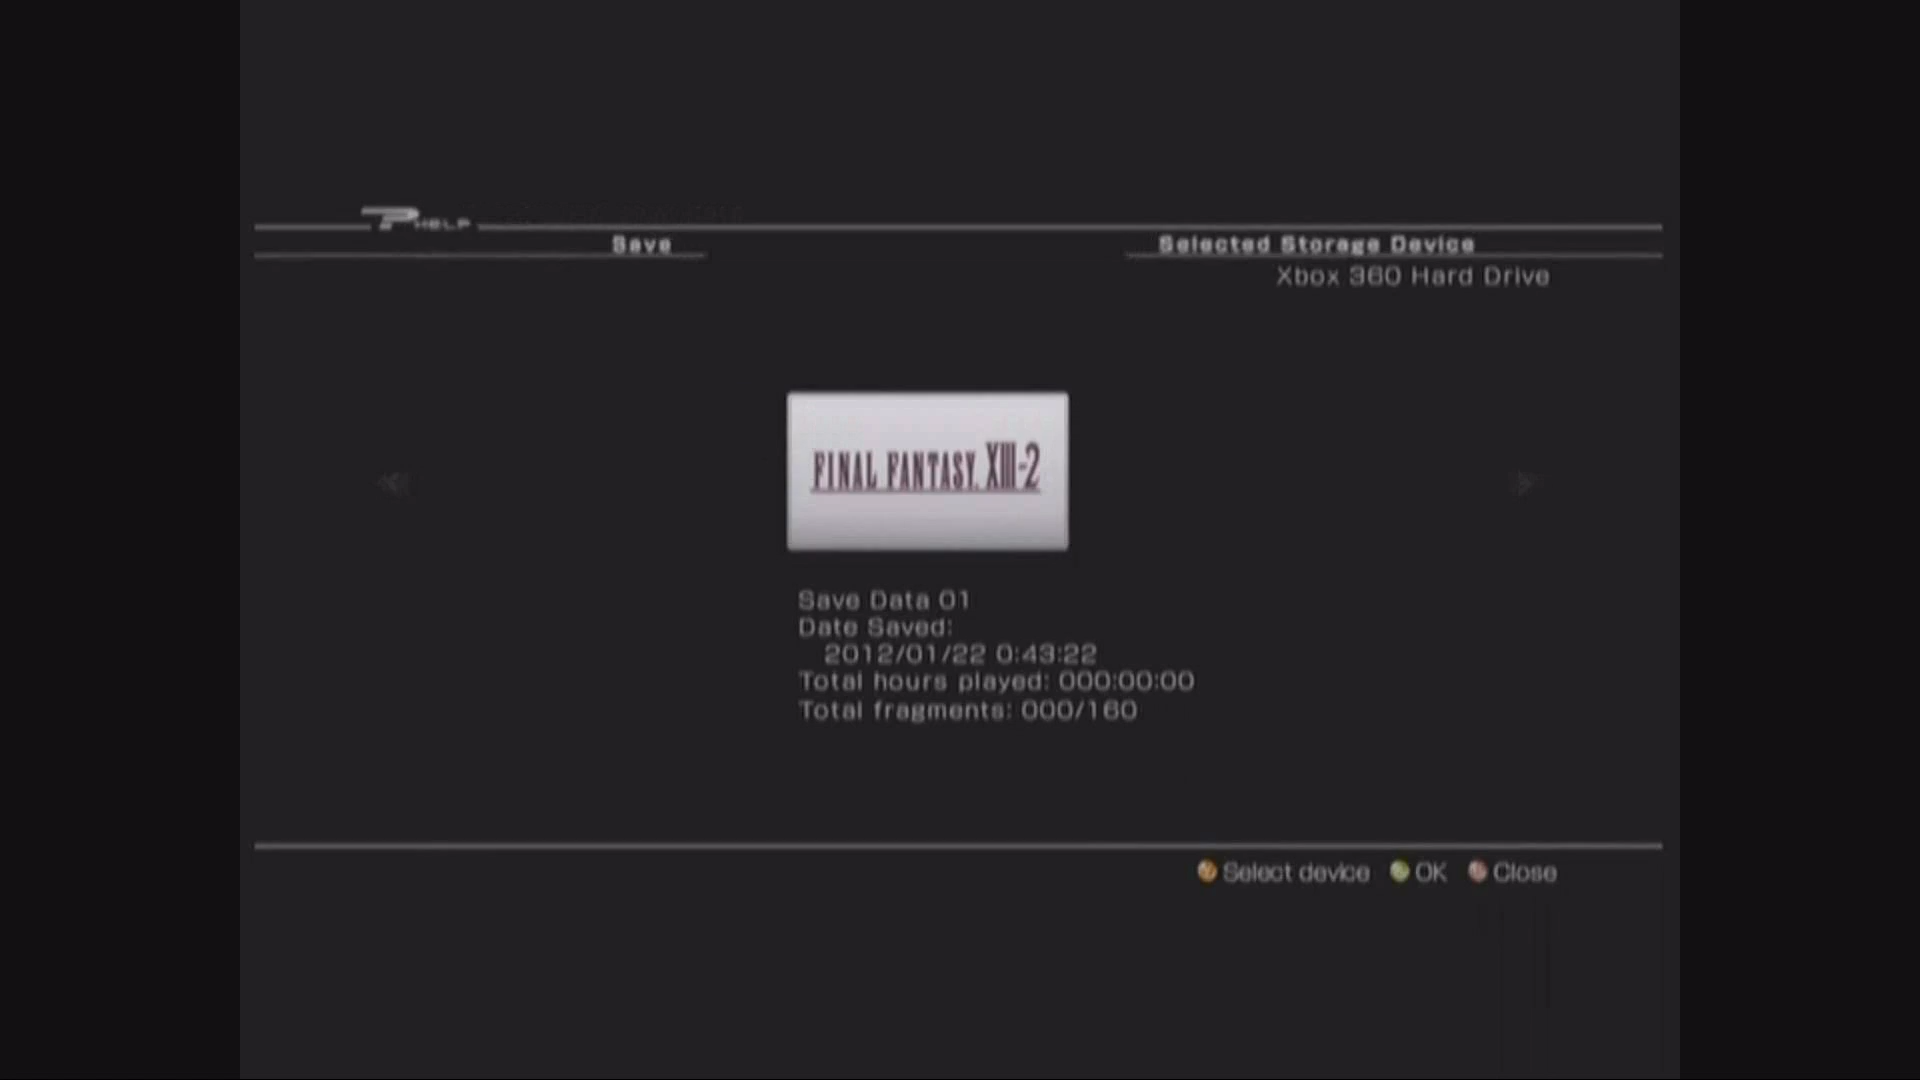 HELP
Save
Selected Storage Device
Xbox 360 Hard Drive
FINAL FANTASY XIII-2
Save Data 01
Date Saved:
2012/01/22 0:43:22
Total hours played: 000:00:00
Total fragments: 000/160
Select device OK Close